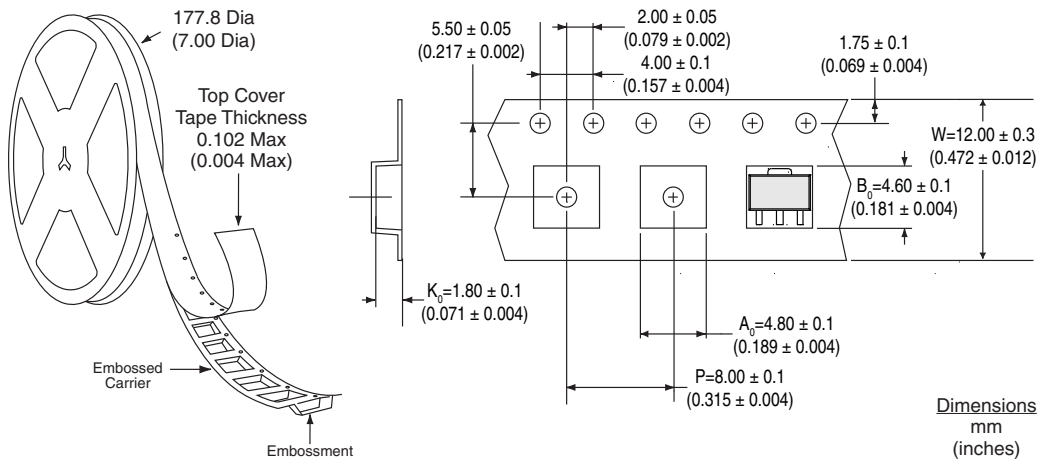 177.8 Dia
(7.00 Dia)
Top Cover
Tape Thickness
0.102 Max
(0.004 Max)
Embossed
Carrier
Embossment
5.50 ± 0.05
(0.217 ± 0.002)
2.00 ± 0.05
(0.079 ± 0.002)
4.00 ± 0.1
(0.157 ± 0.004)
1.75 ± 0.1
(0.069 ± 0.004)
W=12.00 ± 0.3
(0.472 ± 0.012)
B₀=4.60 ± 0.1
(0.181 ± 0.004)
K₀=1.80 ± 0.1
(0.071 ± 0.004)
A₀=4.80 ± 0.1
(0.189 ± 0.004)
P=8.00 ± 0.1
(0.315 ± 0.004)
Dimensions
mm
(inches)